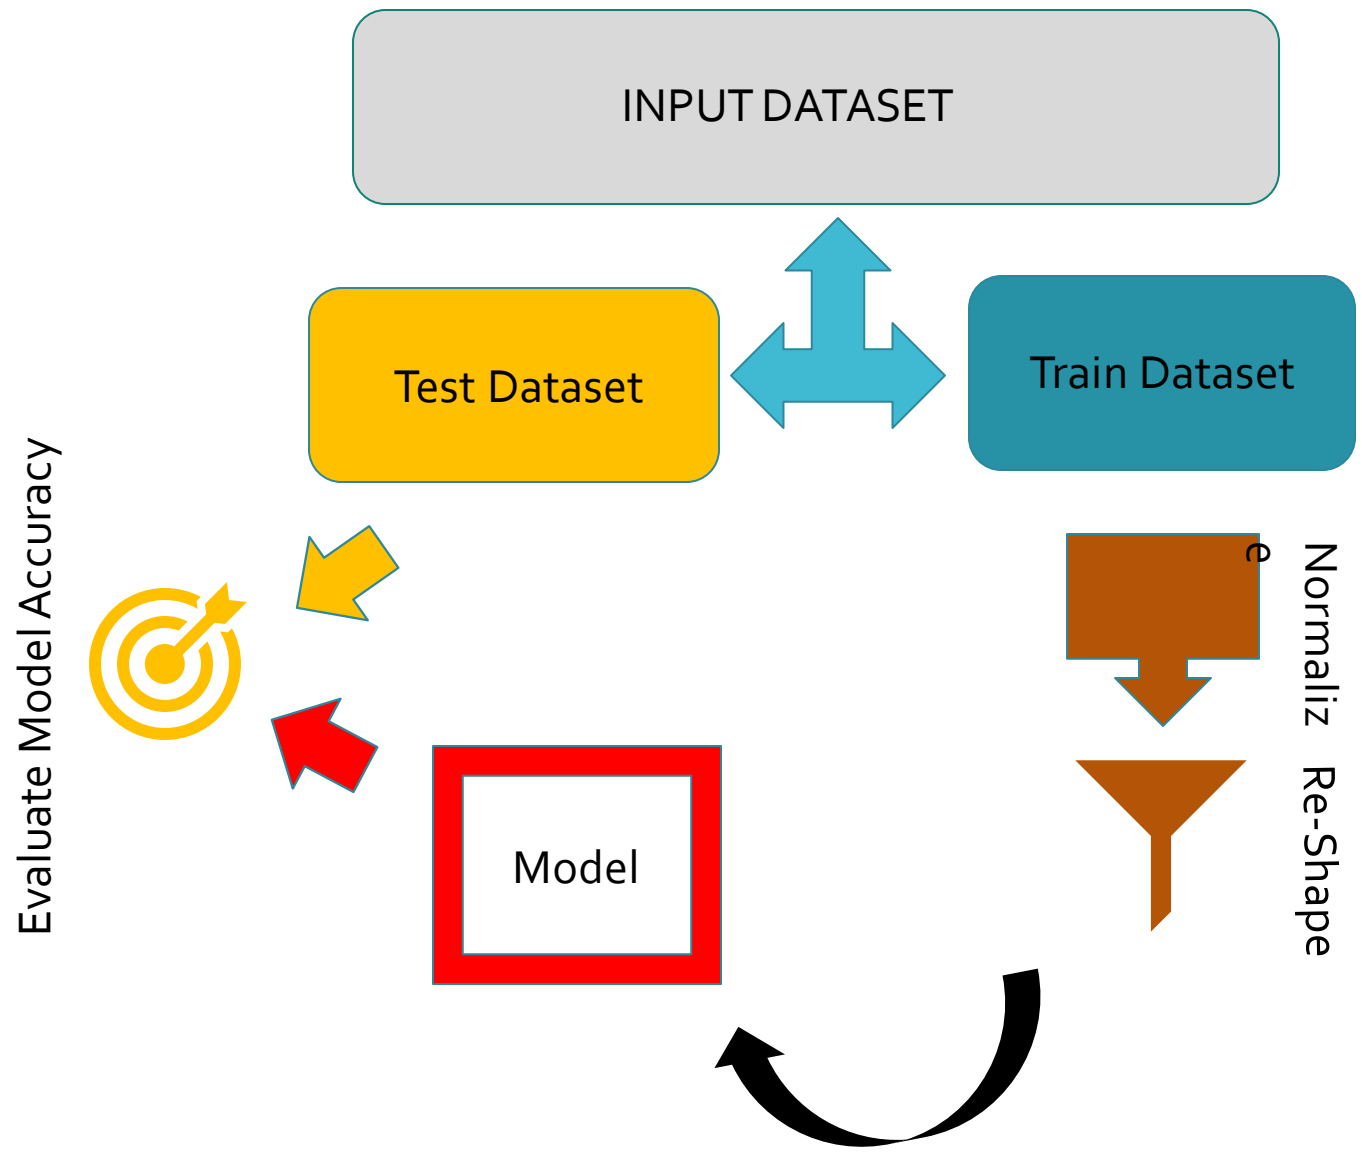 INPUT DATASET
Test Dataset
Train Dataset
Normaliz
e
Re-Shape
Model
Evaluate Model Accuracy